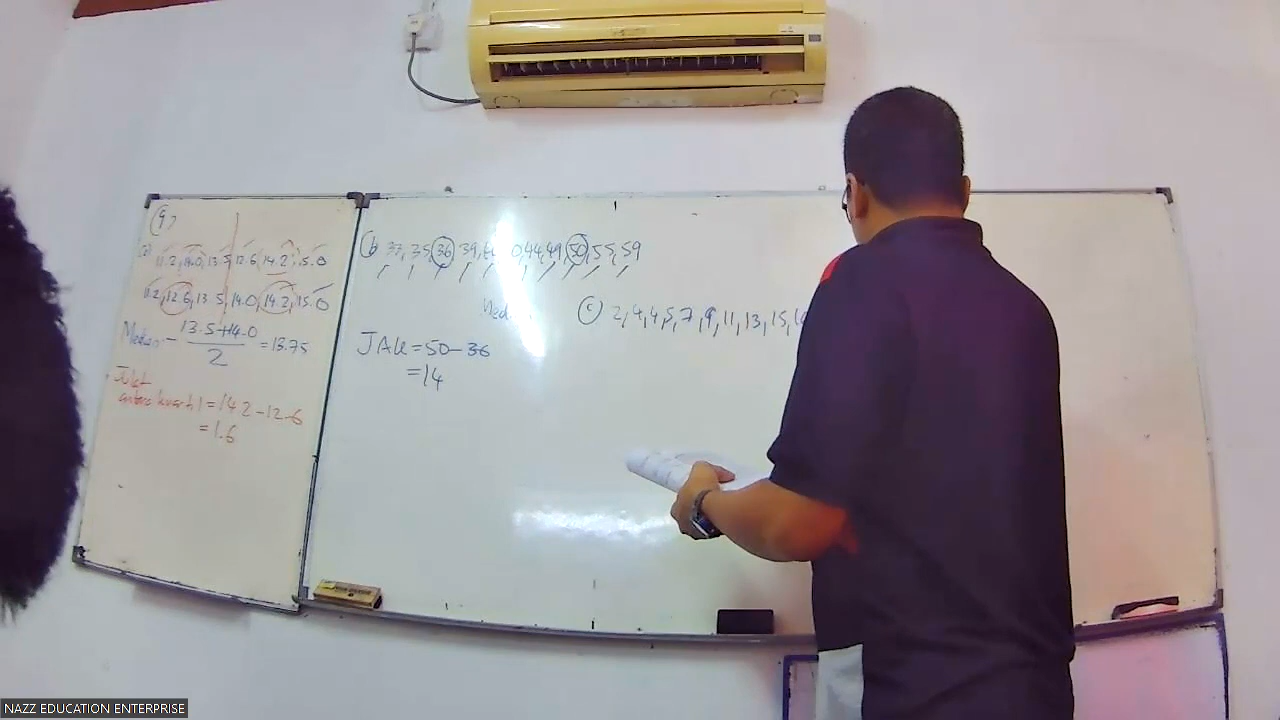 9)
(a) 11.2, 14.0, 13.5, 12.6, 14.2, 15.0
11.2, 12.6, 13.5, 14.0, 14.2, 15.0
Median = 13.5+14.0
2
= 13.75
Julat
antara kuartil = 14.2 - 12.6
= 1.6
(b) 33, 35, 36, 39, 44, 49, 50, 55, 59
JAK = 50 - 36
= 14
(c) 2, 4, 4, 5, 7, 9, 11, 13, 15,
NAZZ EDUCATION ENTERPRISE